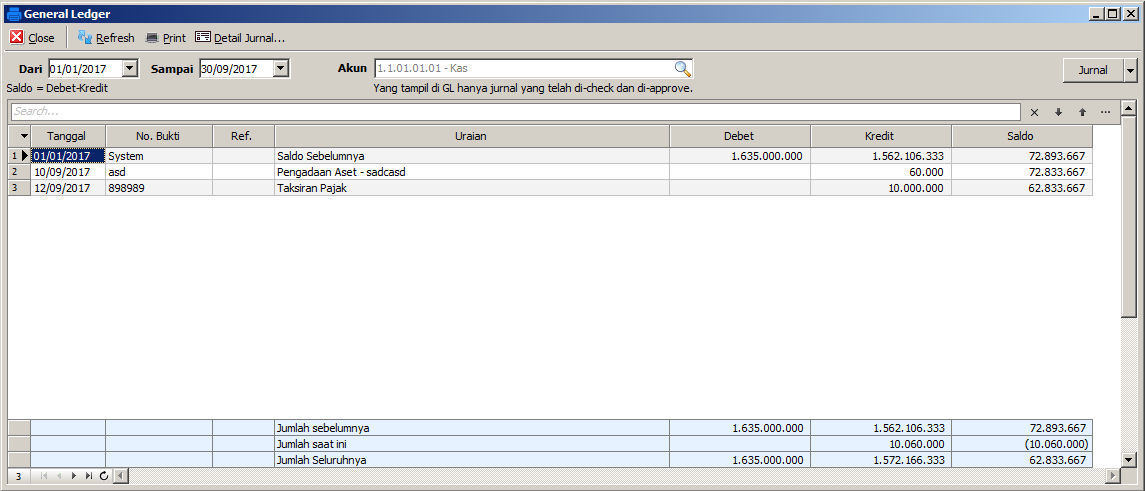 General Ledger
Close Refresh Print Detail Jurnal...
Dari 01/01/2017 Sampai 30/09/2017 Akun 1.1.01.01.01 - Kas Jurnal
Saldo = Debet-Kredit Yang tampil di GL hanya jurnal yang telah di-check dan di-approve.
Search...
Tanggal No. Bukti Ref. Uraian Debet Kredit Saldo
1 01/01/2017 System Saldo Sebelumnya 1.635.000.000 1.562.106.333 72.893.667
2 10/09/2017 asd Pengadaan Aset - sadcasd 60.000 72.833.667
3 12/09/2017 898989 Taksiran Pajak 10.000.000 62.833.667
Jumlah sebelumnya 1.635.000.000 1.562.106.333 72.893.667
Jumlah saat ini 10.060.000 (10.060.000)
Jumlah Seluruhnya 1.635.000.000 1.572.166.333 62.833.667
3